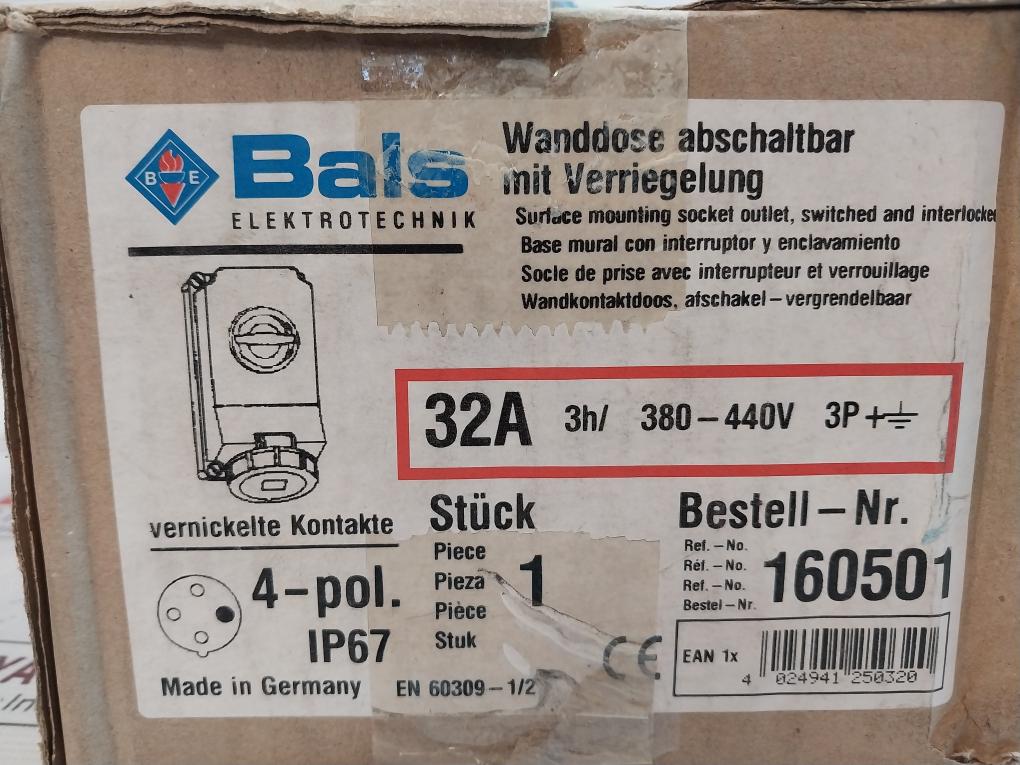 B E
Bals
ELEKTROTECHNIK
Wanddose abschaltbar
mit Verriegelung
Surface mounting socket outlet, switched and interlocked
Base mural con interruptor y enclavamiento
Socle de prise avec interrupteur et verrouillage
Wandkontaktdoos, afschakel-vergrendelbaar
32A 3h/ 380-440V 3P+⏚
vernickelte Kontakte
4-pol.
IP67
Made in Germany
Stück
Piece
Pieza
Pièce
Stuk
1
EN 60309-1/2
CE
Bestell-Nr.
Ref.-No.
Réf.-No.
Ref.-No.
Bestel-Nr.
160501
EAN 1x
4 024941 250320